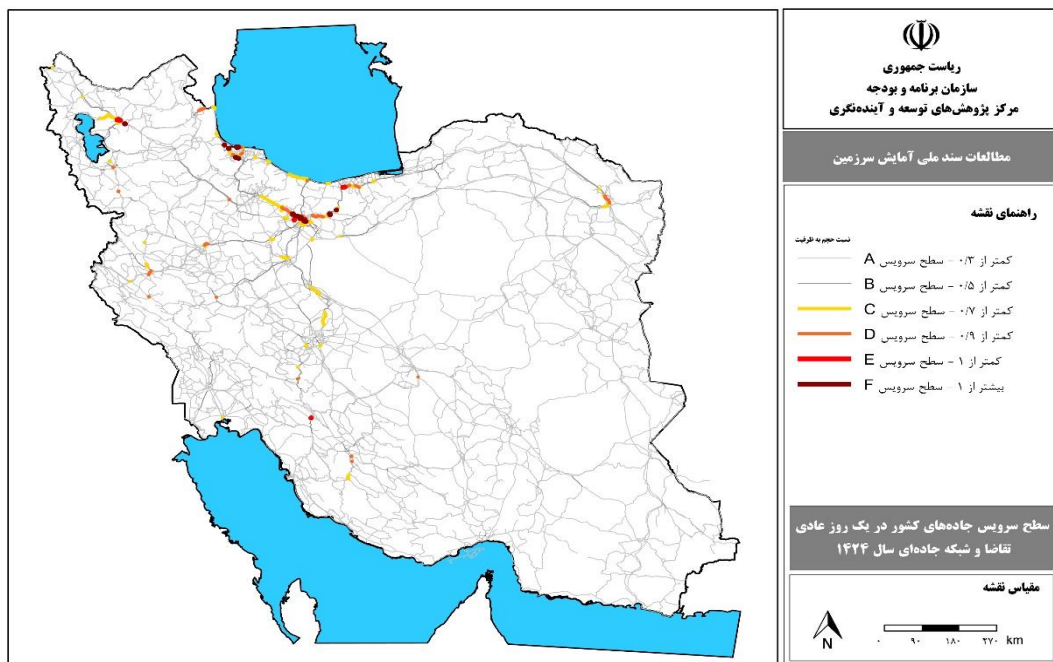 ریاست جمهوری
سازمان برنامه و بودجه
مرکز پژوهش‌های توسعه و آینده‌نگری
مطالعات سند ملی آمایش سرزمین
راهنمای نقشه
نسبت حجم به ظرفیت
کمتر از ۰/۳ - سطح سرویس A
کمتر از ۰/۵ - سطح سرویس B
کمتر از ۰/۷ - سطح سرویس C
کمتر از ۰/۹ - سطح سرویس D
کمتر از ۱ - سطح سرویس E
بیشتر از ۱ - سطح سرویس F
سطح سرویس جاده‌های کشور در یک روز عادی
تقاضا و شبکه جاده‌ای سال ۱۴۲۴
مقیاس نقشه
N
۰ ۹۰ ۱۸۰ ۲۷۰ km